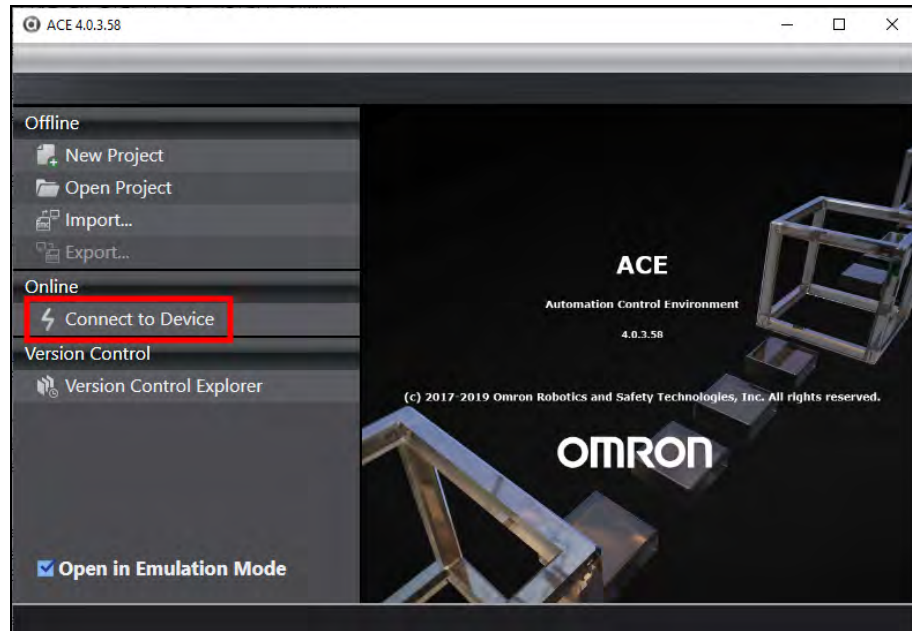 ACE 4.0.3.58
Offline
New Project
Open Project
Import...
Export...
Online
Connect to Device
Version Control
Version Control Explorer
Open in Emulation Mode
ACE
Automation Control Environment
4.0.3.58
(c) 2017-2019 Omron Robotics and Safety Technologies, Inc. All rights reserved.
OMRON